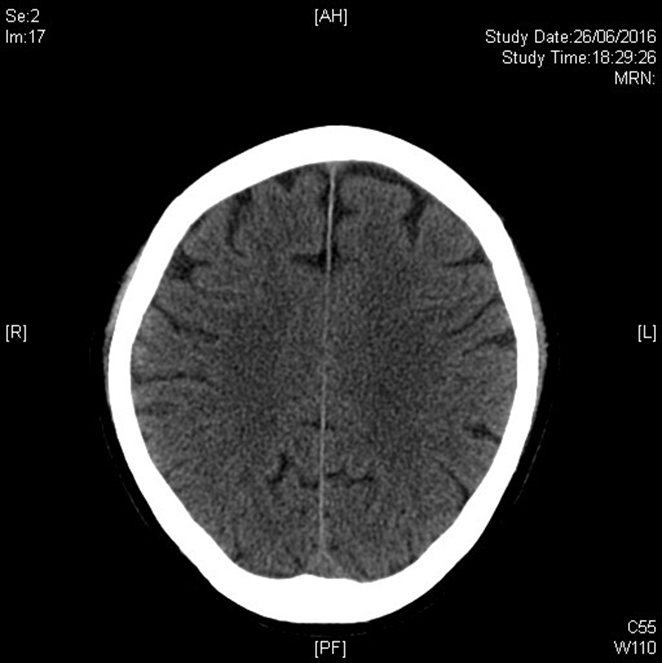 Se:2
Im:17
[AH]
Study Date:26/06/2016
Study Time:18:29:26
MRN:
[R]
[L]
[PF]
C55
W110